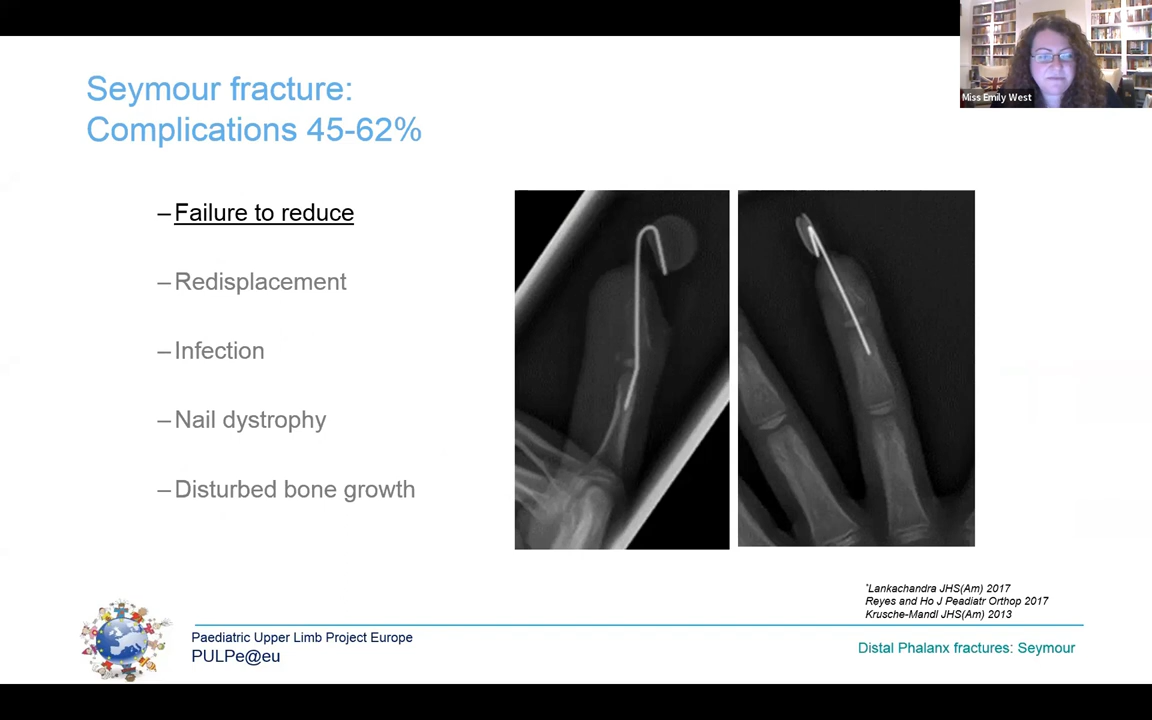 Miss Emily West
Seymour fracture:
Complications 45-62%
–Failure to reduce
–Redisplacement
–Infection
–Nail dystrophy
–Disturbed bone growth
*Lankachandra JHS(Am) 2017
Reyes and Ho J Peadiatr Orthop 2017
Krusche-Mandl JHS(Am) 2013
Paediatric Upper Limb Project Europe
PULPe@eu
Distal Phalanx fractures: Seymour